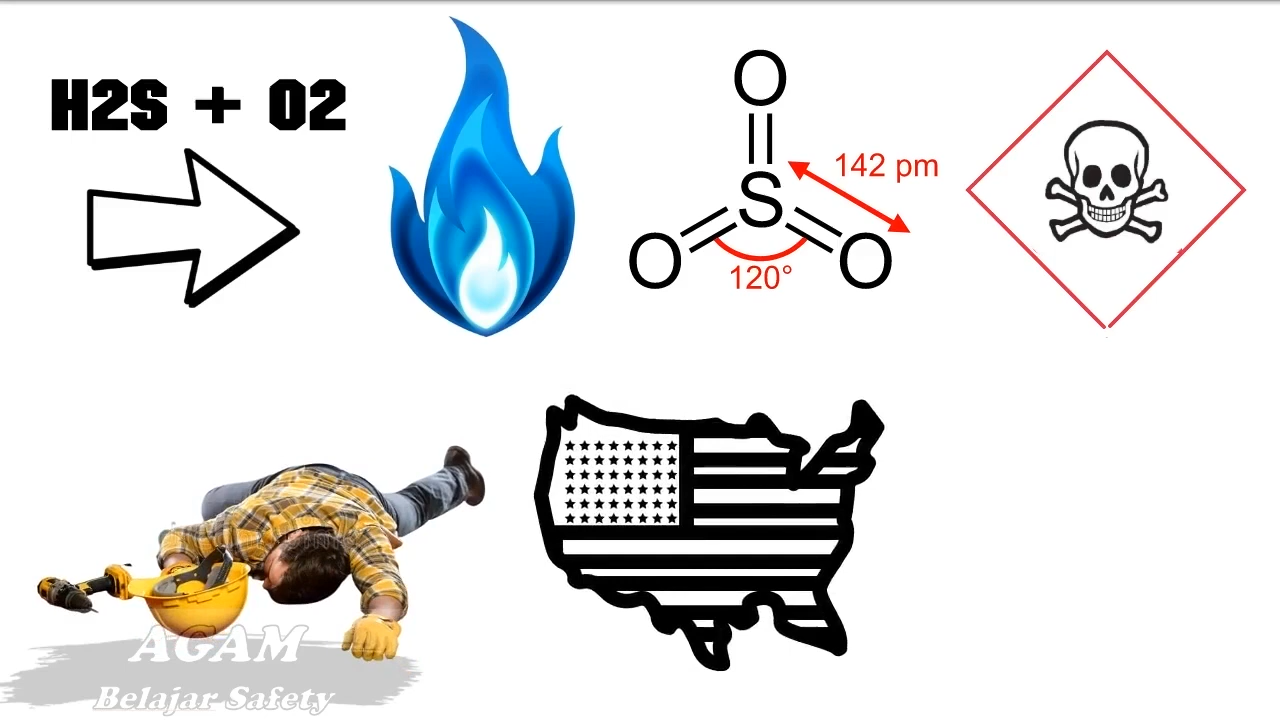 H2S + O2
O
S
O
O
142 pm
120°
AGAM
Belajar Safety